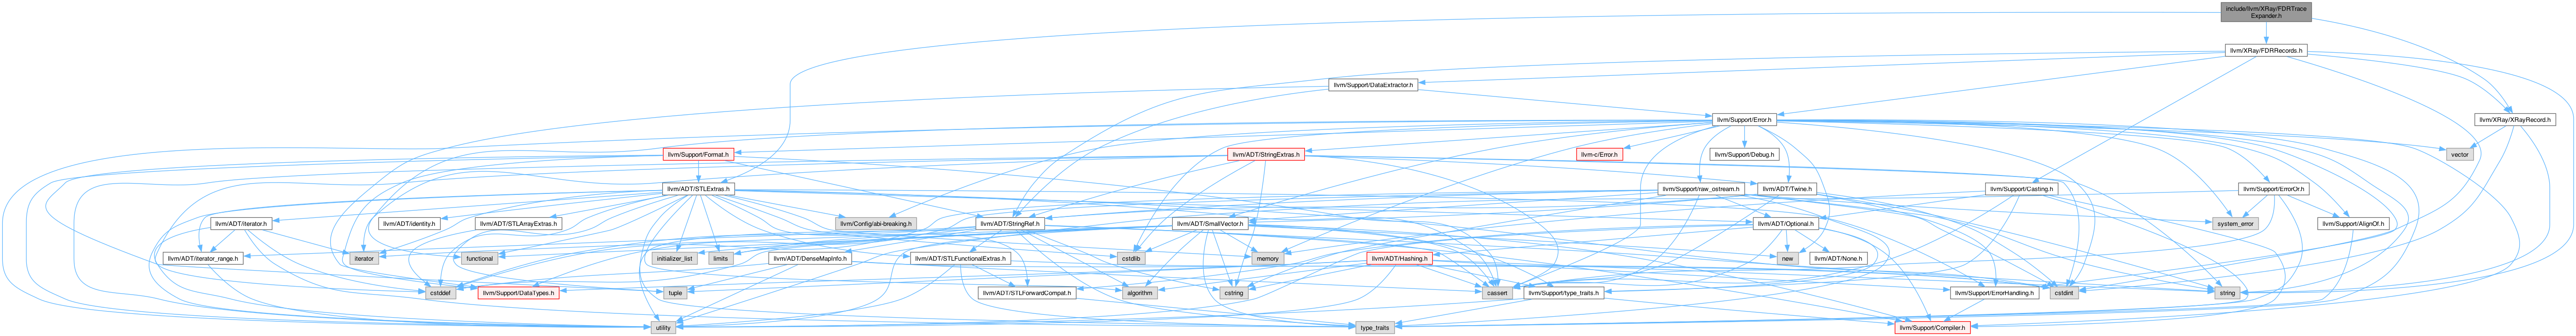 include/llvm/XRay/FDRTrace
Expander.h
llvm/XRay/FDRRecords.h
llvm/Support/DataExtractor.h
llvm/Support/Error.h
llvm/XRay/XRayRecord.h
llvm/Support/Format.h
llvm/ADT/StringExtras.h
llvm-c/Error.h
llvm/Support/Debug.h
vector
llvm/ADT/STLExtras.h
llvm/Support/raw_ostream.h
llvm/ADT/Twine.h
llvm/Support/Casting.h
llvm/Support/ErrorOr.h
llvm/ADT/iterator.h
llvm/ADT/identity.h
llvm/ADT/STLArrayExtras.h
llvm/Config/abi-breaking.h
llvm/ADT/StringRef.h
llvm/ADT/SmallVector.h
llvm/ADT/Optional.h
system_error
llvm/Support/AlignOf.h
llvm/ADT/iterator_range.h
iterator
functional
initializer_list
limits
llvm/ADT/DenseMapInfo.h
llvm/ADT/STLFunctionalExtras.h
cstdlib
memory
llvm/ADT/Hashing.h
new
llvm/ADT/None.h
cstddef
llvm/Support/DataTypes.h
tuple
llvm/ADT/STLForwardCompat.h
algorithm
cstring
cassert
llvm/Support/type_traits.h
llvm/Support/ErrorHandling.h
cstdint
string
utility
type_traits
llvm/Support/Compiler.h